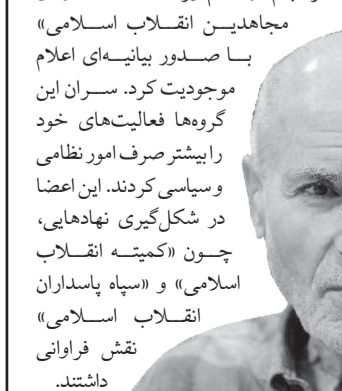 مجاهدین انقلاب اسلامی»
با صدور بیانیه‌ای اعلام
موجودیت کرد. سران این
گروه‌ها فعالیت‌های خود
را بیشتر صرف امور نظامی
و سیاسی کردند. این اعضا
در شکل‌گیری نهادهایی،
چون «کمیته انقلاب
اسلامی» و «سپاه پاسداران
انقلاب اسلامی»
نقش فراوانی
داشتند.